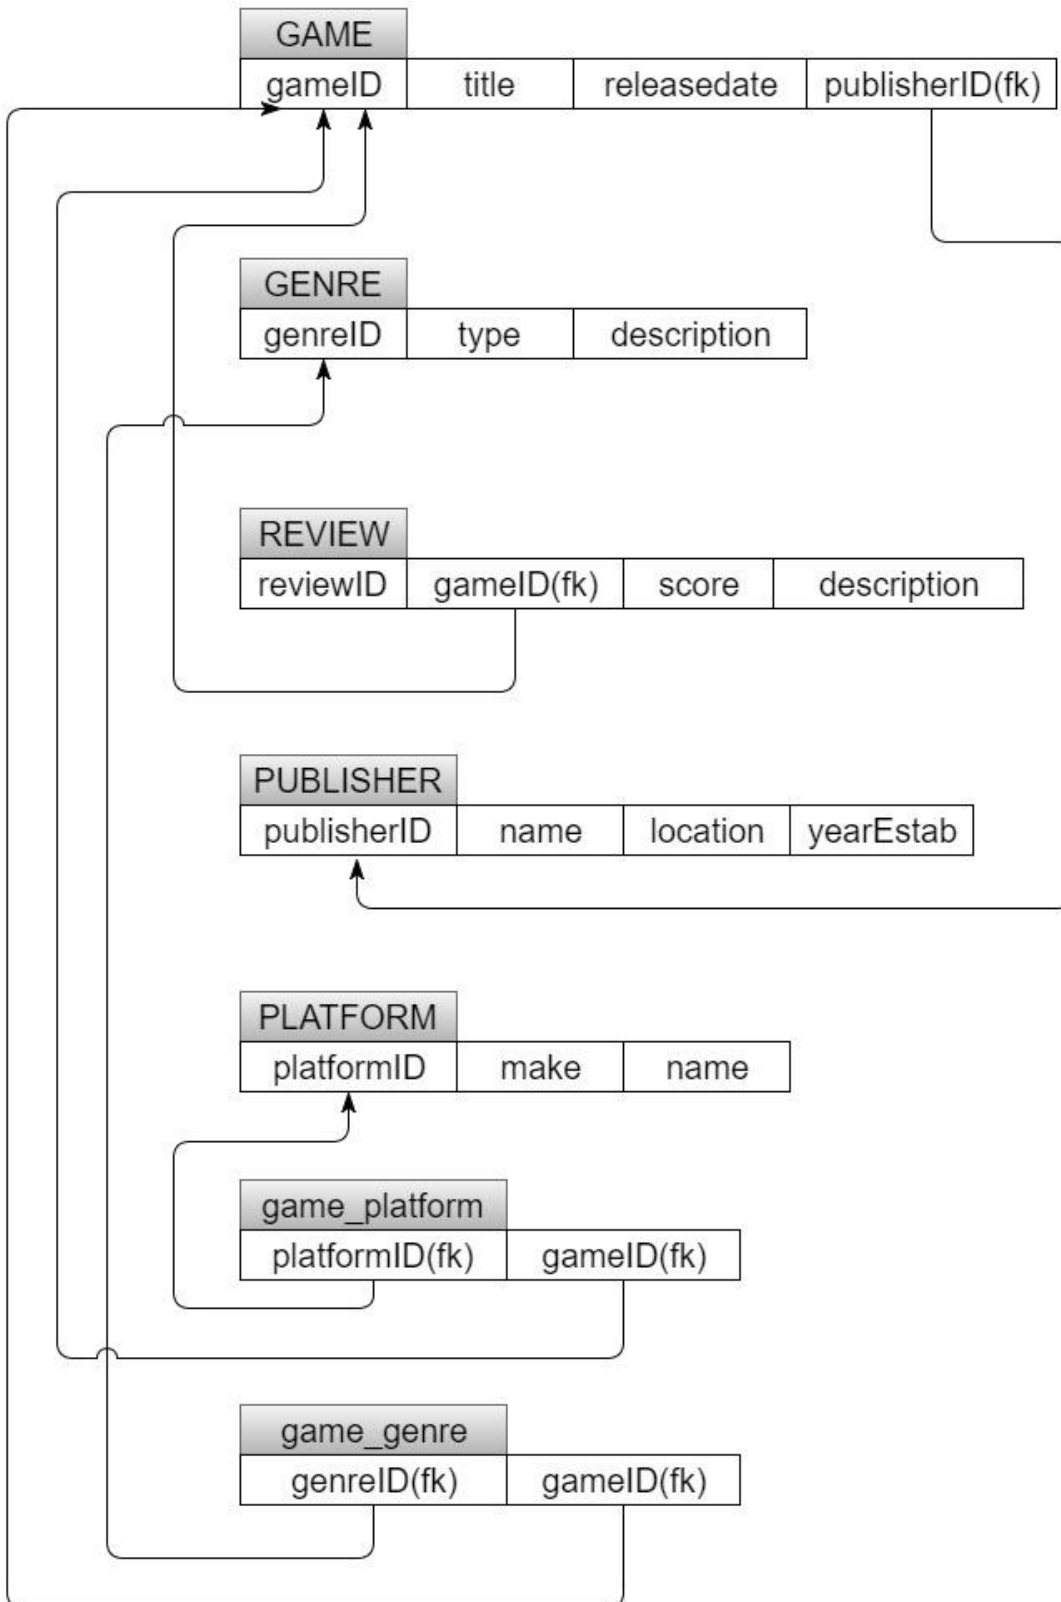 GAME
gameID title releasedate publisherID(fk)
GENRE
genreID type description
REVIEW
reviewID gameID(fk) score description
PUBLISHER
publisherID name location yearEstab
PLATFORM
platformID make name
game_platform
platformID(fk) gameID(fk)
game_genre
genreID(fk) gameID(fk)